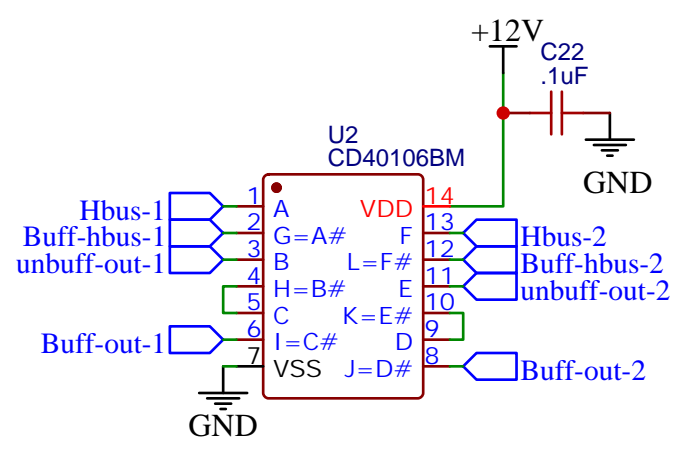 +12V
C22
.1uF
GND
U2
CD40106BM
Hbus-1
1
A
VDD
14
Buff-hbus-1
2
G=A#
F
13
Hbus-2
unbuff-out-1
3
B
L=F#
12
Buff-hbus-2
4
H=B#
E
11
unbuff-out-2
5
C
K=E#
10
Buff-out-1
6
I=C#
D
9
7
VSS
J=D#
8
Buff-out-2
GND